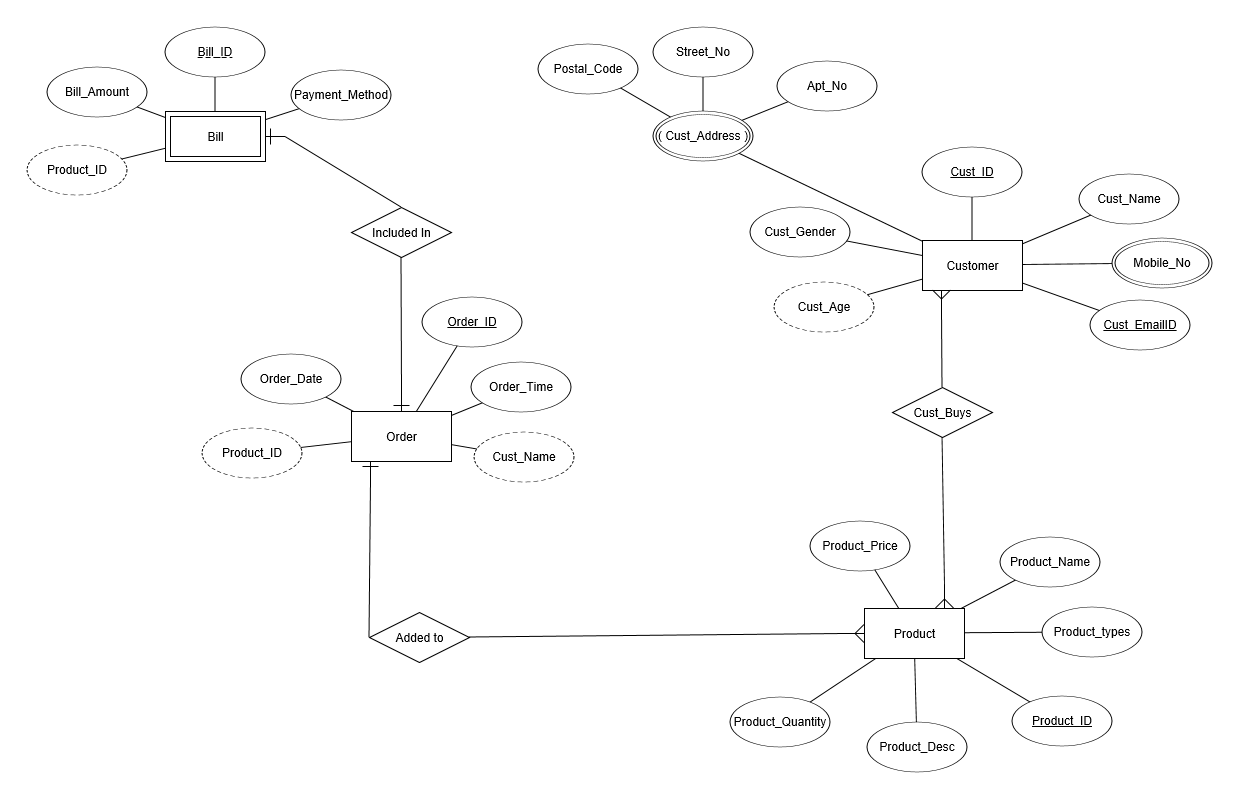 Bill_ID
Street_No
Postal_Code
Apt_No
Bill_Amount
Payment_Method
Bill
( Cust_Address )
Product_ID
Cust_ID
Cust_Name
Cust_Gender
Included In
Customer
Mobile_No
Cust_Age
Order_ID
Cust_EmailID
Order_Date
Order_Time
Cust_Buys
Order
Product_ID
Cust_Name
Product_Price
Product_Name
Added to
Product
Product_types
Product_Quantity
Product_ID
Product_Desc